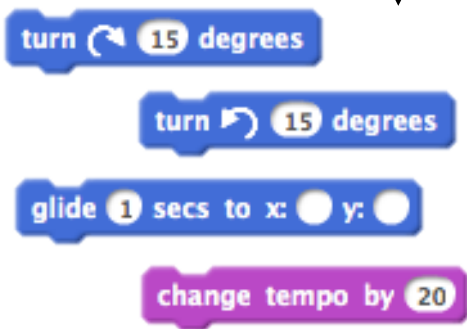 turn 15 degrees
turn 15 degrees
glide 1 secs to x: y:
change tempo by 20